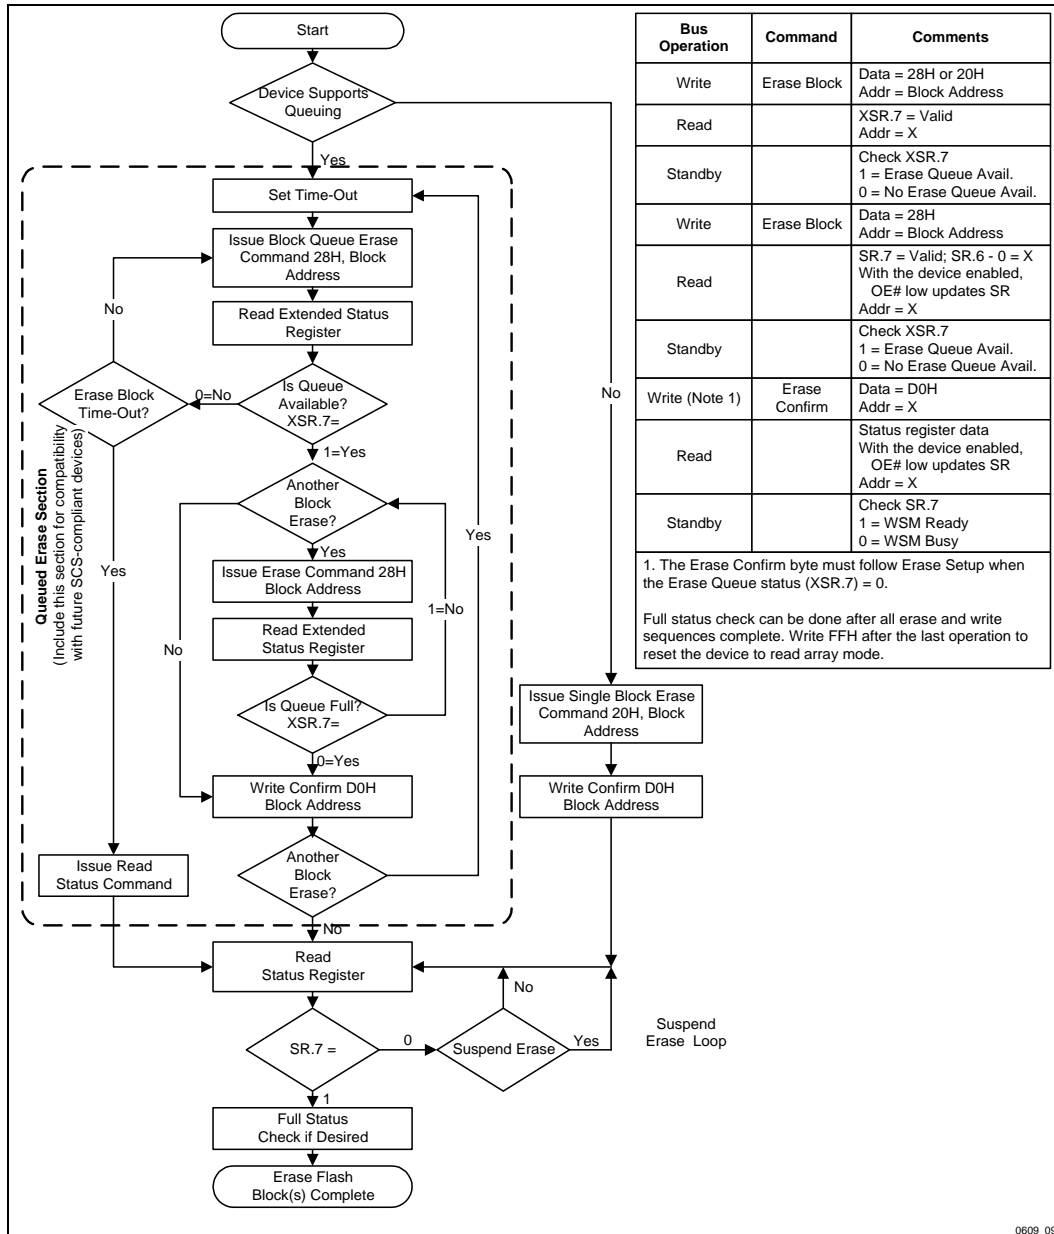 Start
Device Supports
Queuing
Yes
No
Set Time-Out
Issue Block Queue Erase
Command 28H, Block
Address
Read Extended Status
Register
Is Queue
Available?
XSR.7=
0=No
Erase Block
Time-Out?
No
Yes
1=Yes
Another
Block
Erase?
Yes
No
Issue Erase Command 28H
Block Address
Read Extended
Status Register
Is Queue Full?
XSR.7=
1=No
0=Yes
Write Confirm D0H
Block Address
Another
Block
Erase?
Yes
No
Issue Read
Status Command
Queued Erase Section
(Include this section for compatibility
with future SCS-compliant devices)
Issue Single Block Erase
Command 20H, Block
Address
Write Confirm D0H
Block Address
Read
Status Register
SR.7 =
0
Suspend Erase
No
Yes
Suspend
Erase Loop
1
Full Status
Check if Desired
Erase Flash
Block(s) Complete
Bus
Operation
Command
Comments
Write
Erase Block
Data = 28H or 20H
Addr = Block Address
Read
XSR.7 = Valid
Addr = X
Standby
Check XSR.7
1 = Erase Queue Avail.
0 = No Erase Queue Avail.
Write
Erase Block
Data = 28H
Addr = Block Address
Read
SR.7 = Valid; SR.6 - 0 = X
With the device enabled,
OE# low updates SR
Addr = X
Standby
Check XSR.7
1 = Erase Queue Avail.
0 = No Erase Queue Avail.
Write (Note 1)
Erase
Confirm
Data = D0H
Addr = X
Read
Status register data
With the device enabled,
OE# low updates SR
Addr = X
Standby
Check SR.7
1 = WSM Ready
0 = WSM Busy
1. The Erase Confirm byte must follow Erase Setup when
the Erase Queue status (XSR.7) = 0.
Full status check can be done after all erase and write
sequences complete. Write FFH after the last operation to
reset the device to read array mode.
0609_09